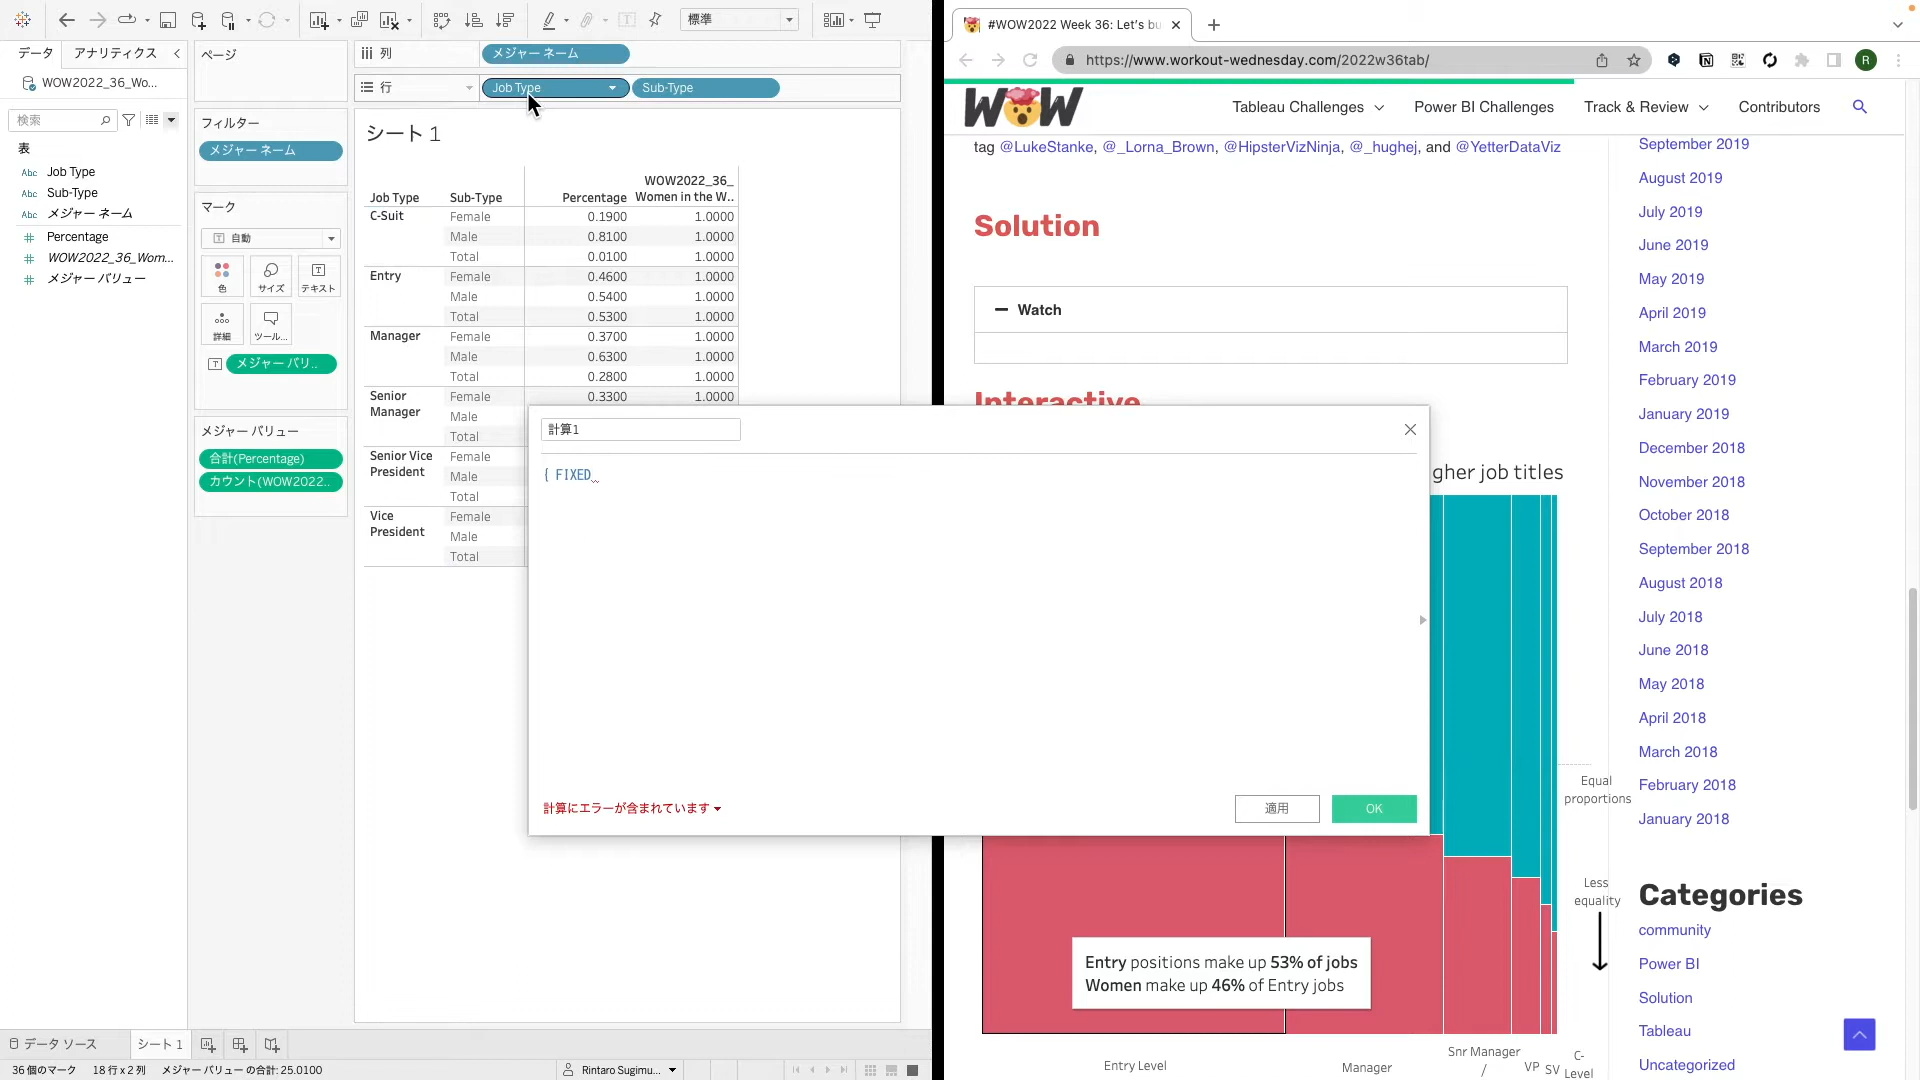 データ
アナリティクス
WOW2022_36_Wo...
検索
表
Abc Job Type
Abc Sub-Type
Abc メジャー ネーム
Percentage
WOW2022_36_Wom...
メジャー バリュー
ページ
フィルター
メジャー ネーム
マーク
自動
色
サイズ
テキスト
詳細
ツール...
メジャー バリ..
メジャー バリュー
合計(Percentage)
カウント(WOW2022..
標準
列
メジャー ネーム
行
Job Type
Sub-Type
シート 1
WOW2022_36_
Job Type Sub-Type Percentage Women in the W..
C-Suit Female 0.1900 1.0000
Male 0.8100 1.0000
Total 0.0100 1.0000
Entry Female 0.4600 1.0000
Male 0.5400 1.0000
Total 0.5300 1.0000
Manager Female 0.3700 1.0000
Male 0.6300 1.0000
Total 0.2800 1.0000
Senior Manager Female 0.3300 1.0000
Male
Total
Senior Vice President Female
Male
Total
Vice President Female
Male
Total
計算1
{ FIXED
計算にエラーが含まれています
適用
OK
データ ソース
シート 1
36 個のマーク
18 行 x 2 列
メジャー バリュー の合計: 25.0100
Rintaro Sugimu...
#WOW2022 Week 36: Let's bu
https://www.workout-wednesday.com/2022w36tab/
R
WOW
Tableau Challenges
Power BI Challenges
Track & Review
Contributors
tag @LukeStanke, @_Lorna_Brown, @HipsterVizNinja, @_hughej, and @YetterDataViz
Solution
Watch
Interactive
gher job titles
Equal
proportions
Less
equality
Entry positions make up 53% of jobs
Women make up 46% of Entry jobs
Entry Level
Manager
Snr Manager
/
VP
SV
C-
Level
September 2019
August 2019
July 2019
June 2019
May 2019
April 2019
March 2019
February 2019
January 2019
December 2018
November 2018
October 2018
September 2018
August 2018
July 2018
June 2018
May 2018
April 2018
March 2018
February 2018
January 2018
Categories
community
Power BI
Solution
Tableau
Uncategorized